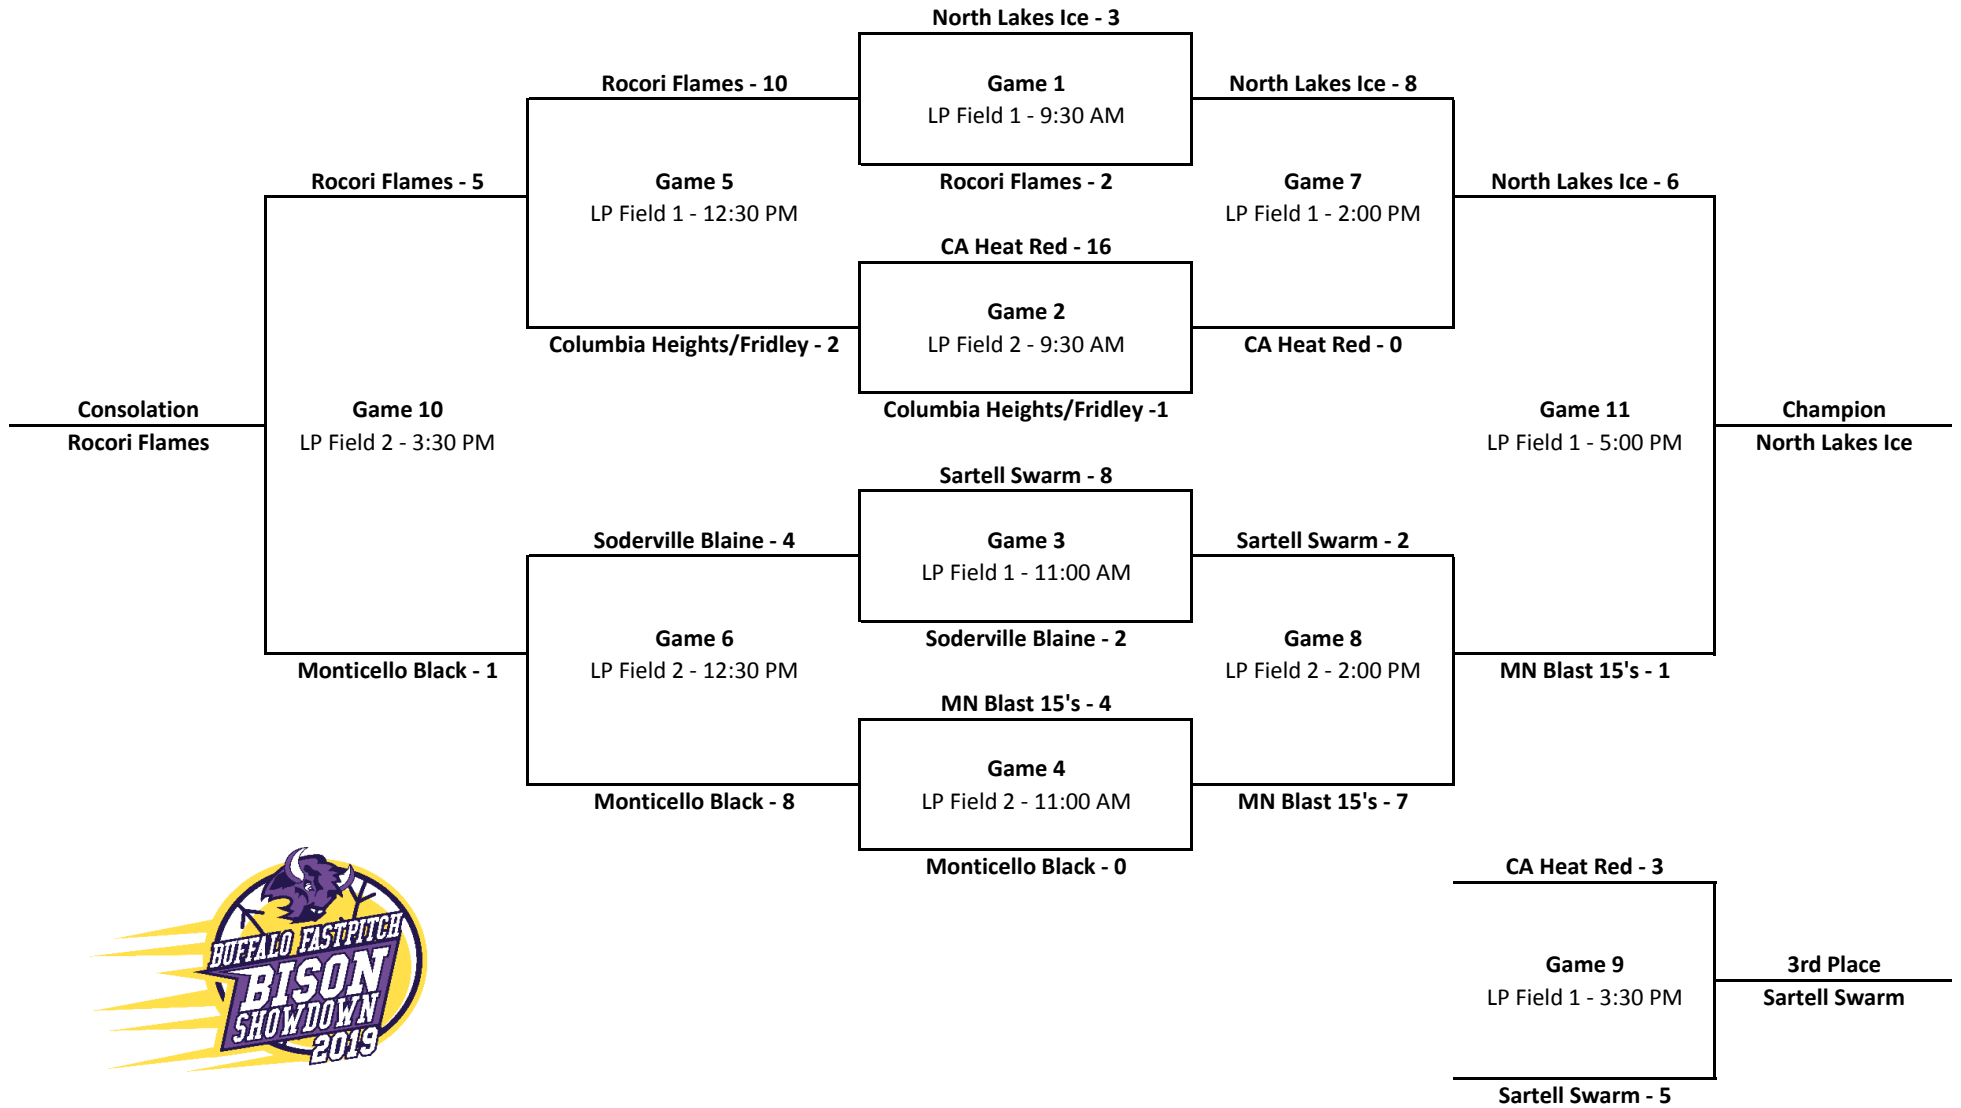 North Lakes Ice - 3
Rocori Flames - 10
Game 1
North Lakes Ice - 8
LP Field 1 - 9:30 AM
Rocori Flames - 5
Game 5
Rocori Flames - 2
Game 7
North Lakes Ice - 6
LP Field 1 - 12:30 PM
LP Field 1 - 2:00 PM
CA Heat Red - 16
Game 2
Columbia Heights/Fridley - 2
LP Field 2 - 9:30 AM
CA Heat Red - 0
Consolation
Game 10
Columbia Heights/Fridley -1
Game 11
Champion
Rocori Flames
LP Field 2 - 3:30 PM
LP Field 1 - 5:00 PM
North Lakes Ice
Sartell Swarm - 8
Soderville Blaine - 4
Game 3
Sartell Swarm - 2
LP Field 1 - 11:00 AM
Game 6
Soderville Blaine - 2
Game 8
Monticello Black - 1
LP Field 2 - 12:30 PM
LP Field 2 - 2:00 PM
MN Blast 15's - 1
MN Blast 15's - 4
Game 4
Monticello Black - 8
LP Field 2 - 11:00 AM
MN Blast 15's - 7
Monticello Black - 0
CA Heat Red - 3
BUFFALO FASTPITCH
BISON
SHOWDOWN
2019
Game 9
3rd Place
LP Field 1 - 3:30 PM
Sartell Swarm
Sartell Swarm - 5